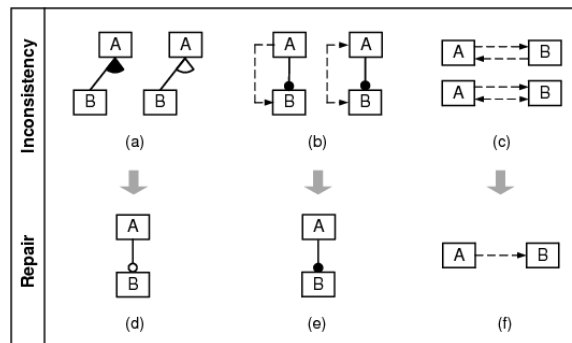 Inconsistency
A A A A A B
B B B B A B
(a) (b) (c)
Repair
A A A B
B B
(d) (e) (f)